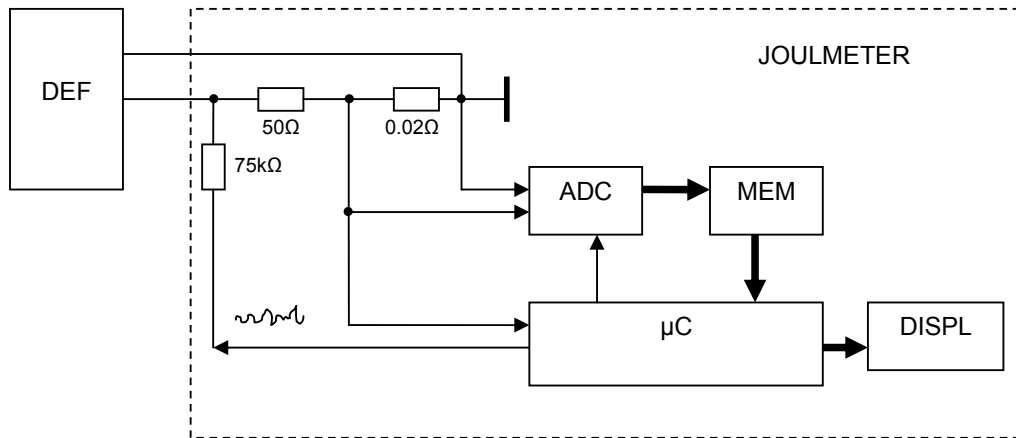 JOULMETER
DEF
50Ω
0.02Ω
75kΩ
ADC
MEM
µC
DISPL